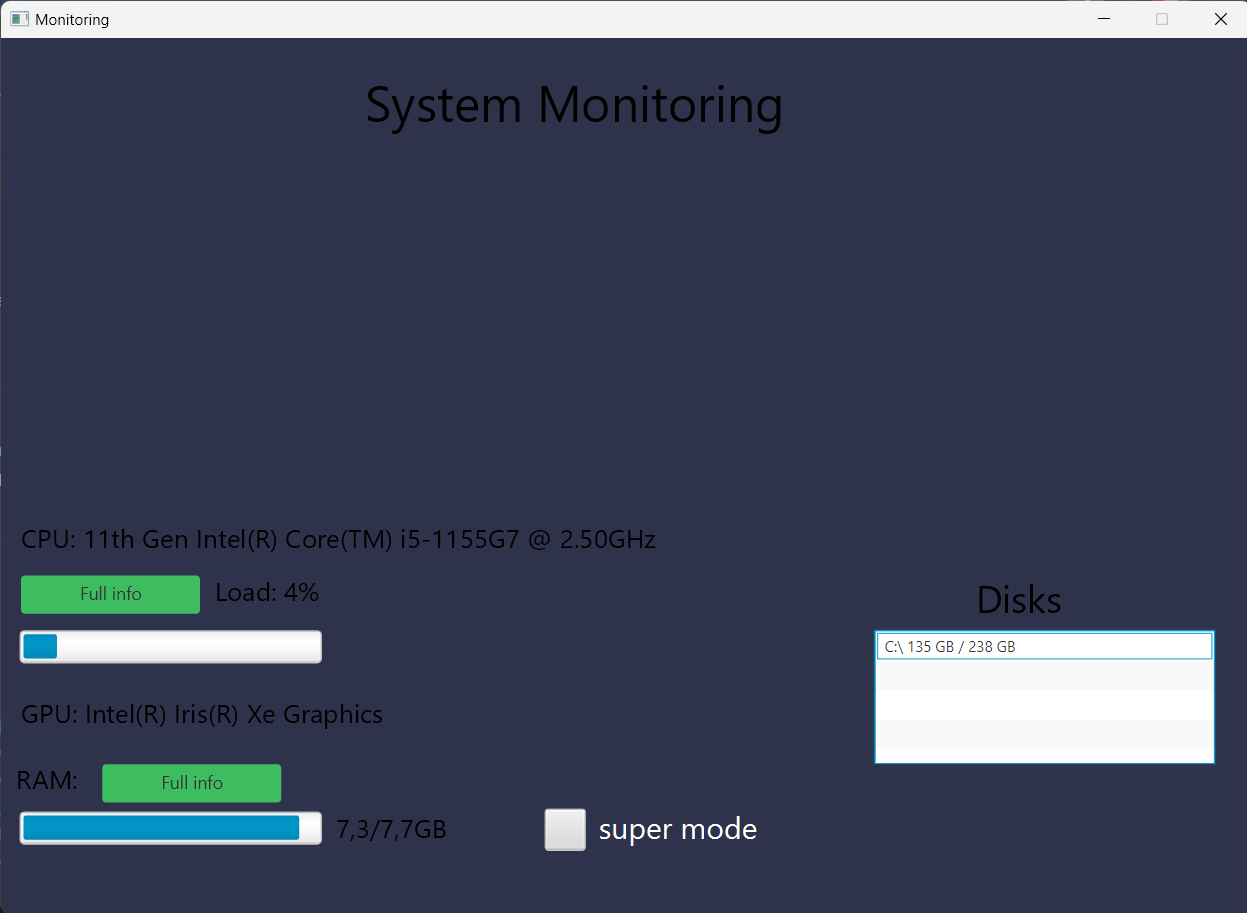 Monitoring
System Monitoring
CPU: 11th Gen Intel(R) Core(TM) i5-1155G7 @ 2.50GHz
Full info
Load: 4%
Disks
C:\ 135 GB / 238 GB
GPU: Intel(R) Iris(R) Xe Graphics
RAM:
Full info
7,3/7,7GB
super mode